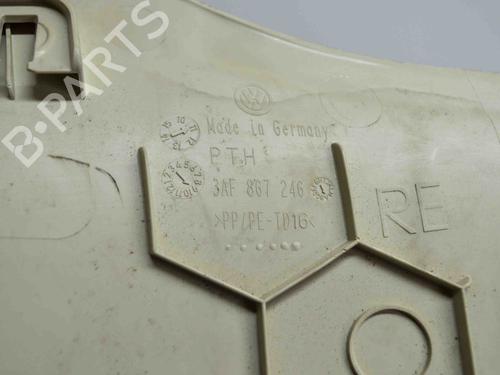 B-PARTS
Made in Germany
PTH
3AF 867 246
>PP/PE-TD16<
RE